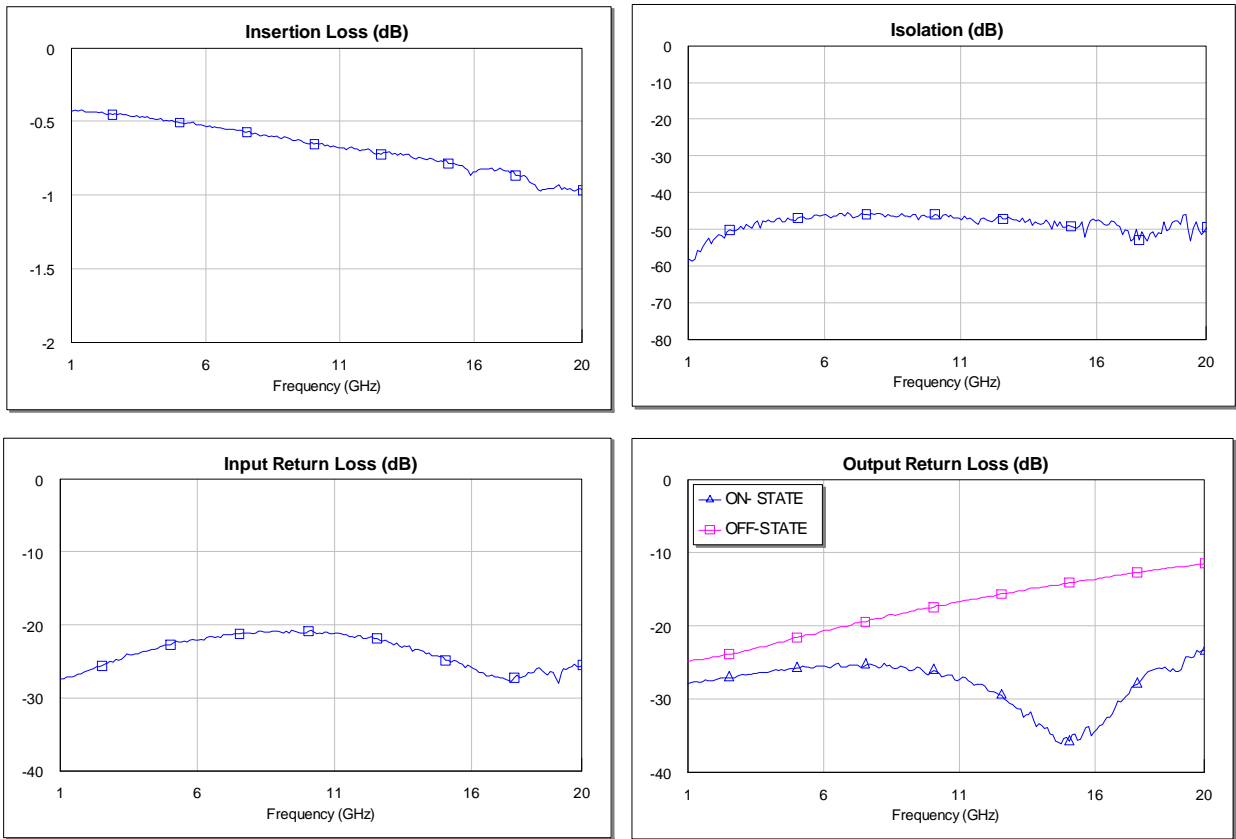 Insertion Loss (dB)
0
-0.5
-1
-1.5
-2
1 6 11 16 20
Frequency (GHz)
Isolation (dB)
0
-10
-20
-30
-40
-50
-60
-70
-80
1 6 11 16 20
Frequency (GHz)
Input Return Loss (dB)
0
-10
-20
-30
-40
1 6 11 16 20
Frequency (GHz)
Output Return Loss (dB)
0
ON- STATE
OFF-STATE
-10
-20
-30
-40
1 6 11 16 20
Frequency (GHz)